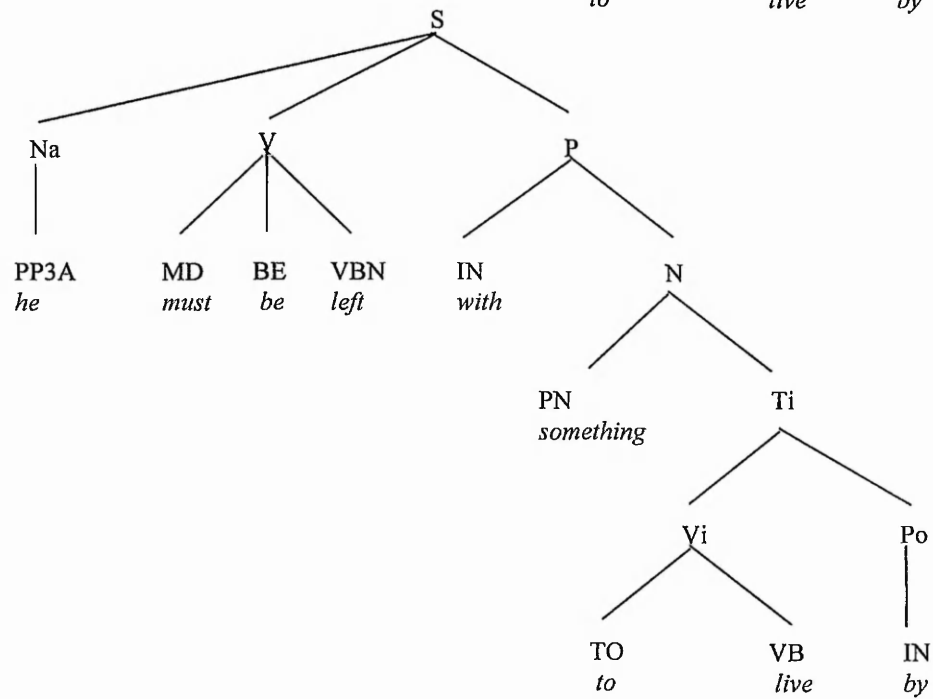 to live by
S
Na V P
PP3A MD BE VBN IN N
he must be left with
PN Ti
something
Vi Po
TO VB IN
to live by